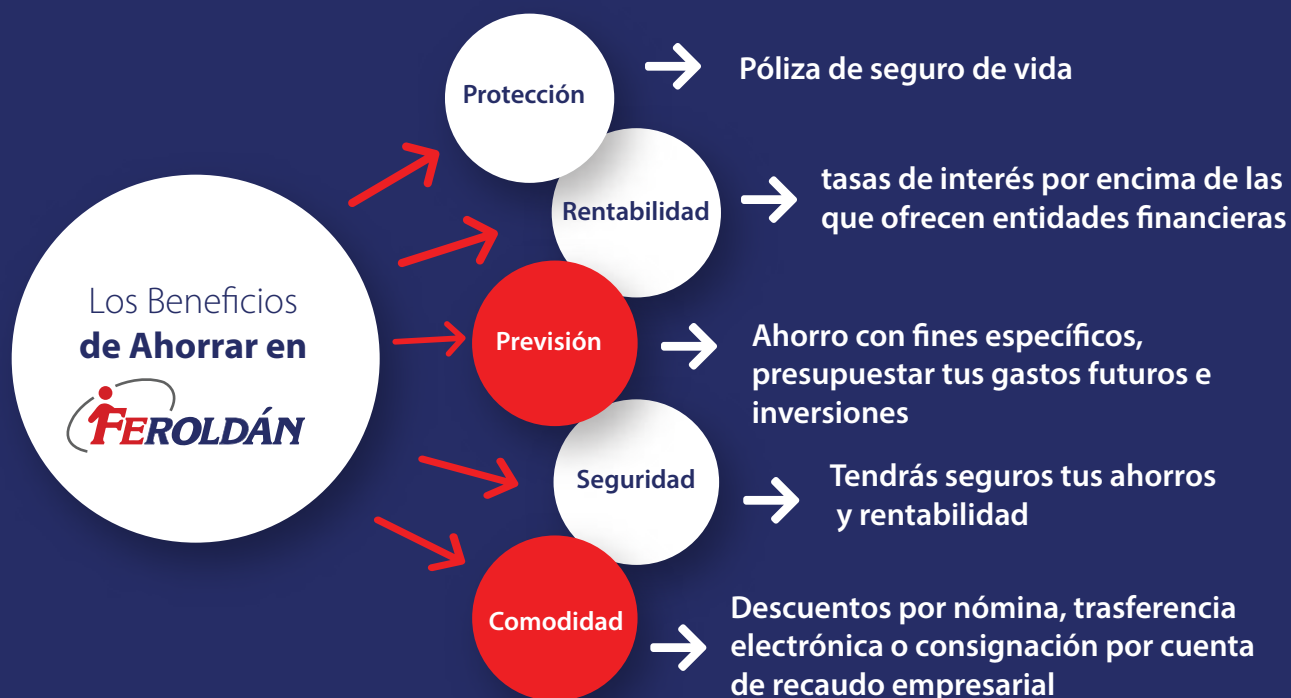 Los Beneficios
de Ahorrar en
FEROLDÁN
Protección
Póliza de seguro de vida
Rentabilidad
tasas de interés por encima de las
que ofrecen entidades financieras
Previsión
Ahorro con fines específicos,
presupuestar tus gastos futuros e
inversiones
Seguridad
Tendrás seguros tus ahorros
y rentabilidad
Comodidad
Descuentos por nómina, trasferencia
electrónica o consignación por cuenta
de recaudo empresarial